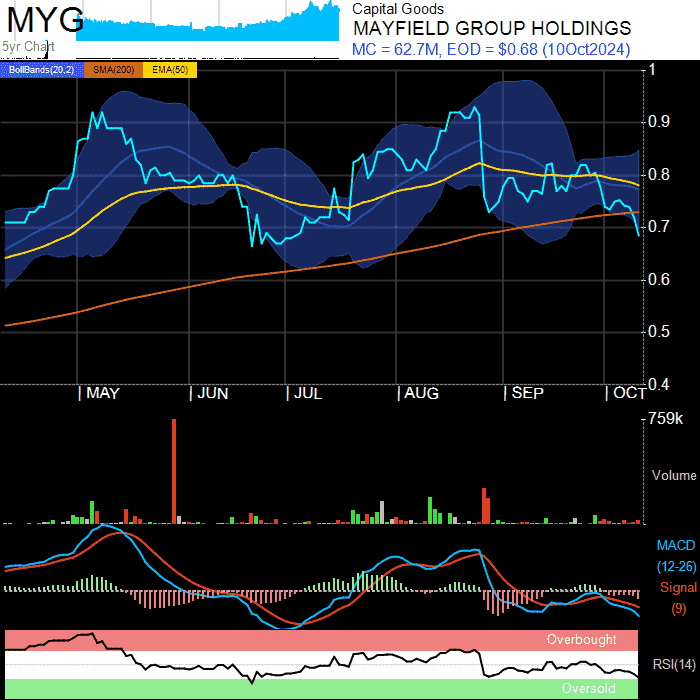 MYG
5yr Chart
Capital Goods
MAYFIELD GROUP HOLDINGS
MC = 62.7M, EOD = $0.68 (10Oct2024)
BollBands(20,2) SMA(200) EMA(50)
1
0.9
0.8
0.7
0.6
0.5
0.4
| MAY | JUN | JUL | AUG | SEP | OCT
759k
Volume
MACD
(12-26)
Signal
(9)
Overbought
RSI(14)
Oversold